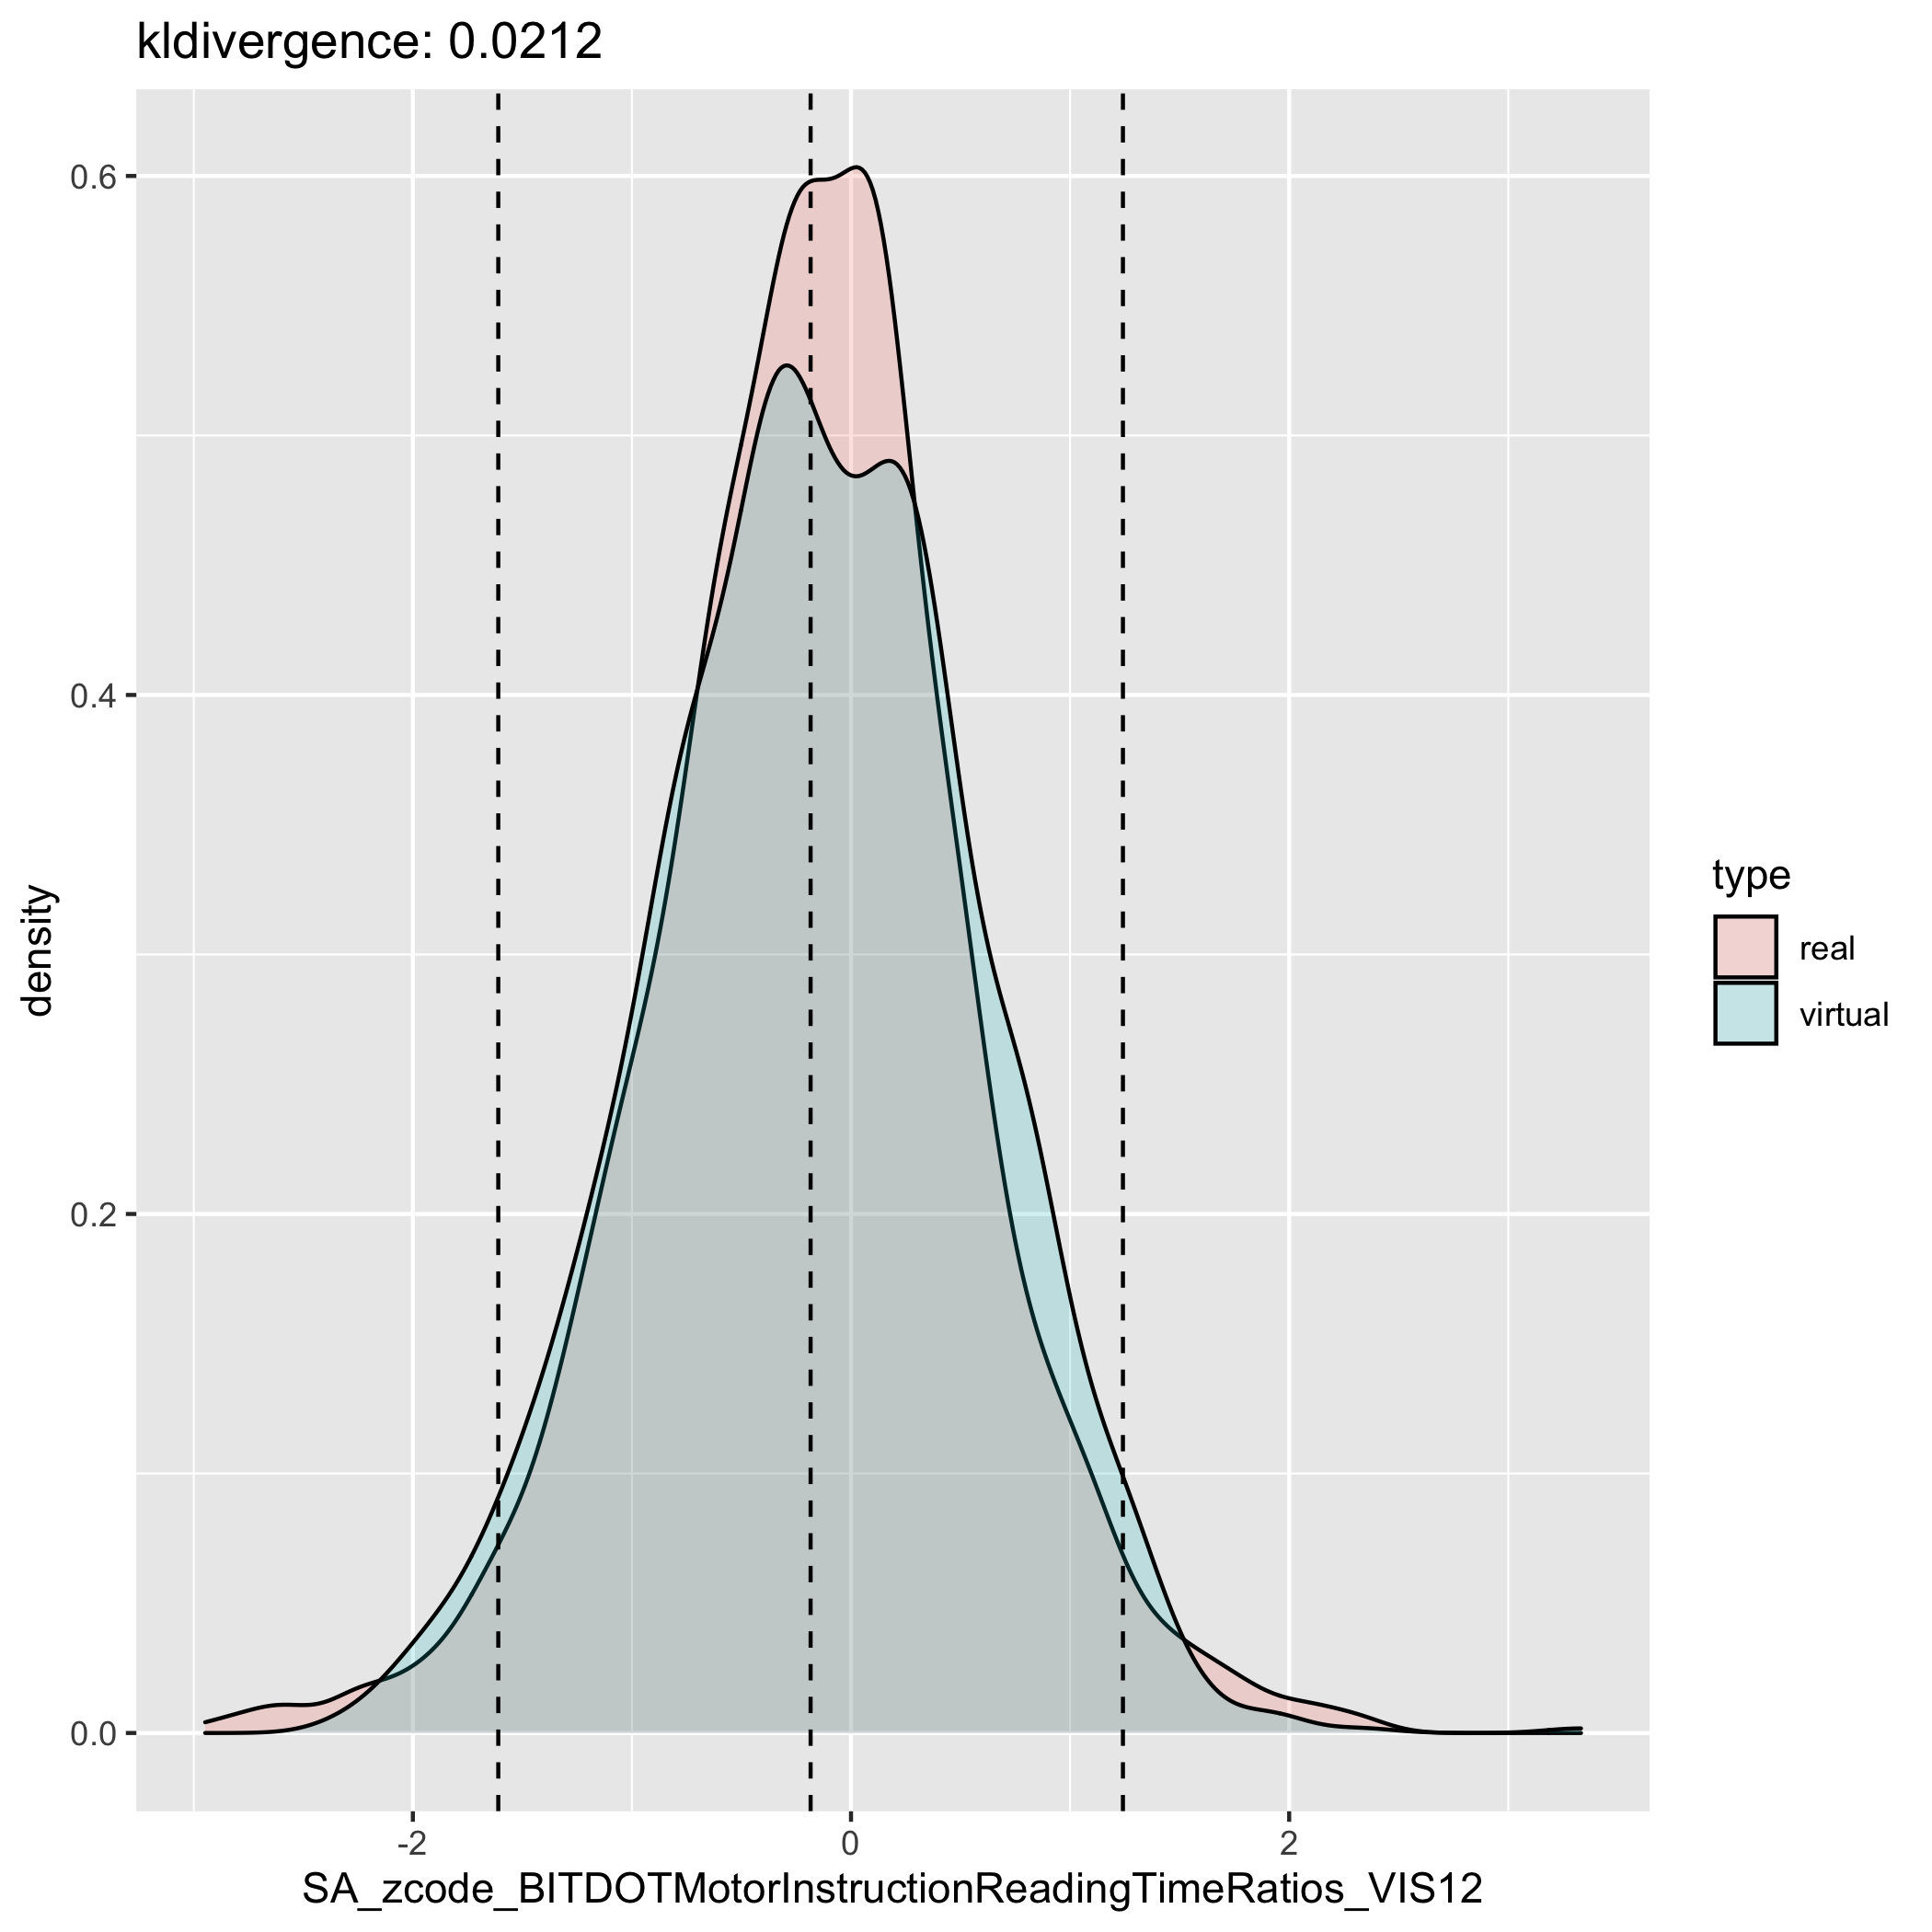 kldivergence: 0.0212
0.6
0.4
0.2
0.0
density
-2
0
2
SA_zcode_BITDOTMotorInstructionReadingTimeRatios_VIS12
type
real
virtual